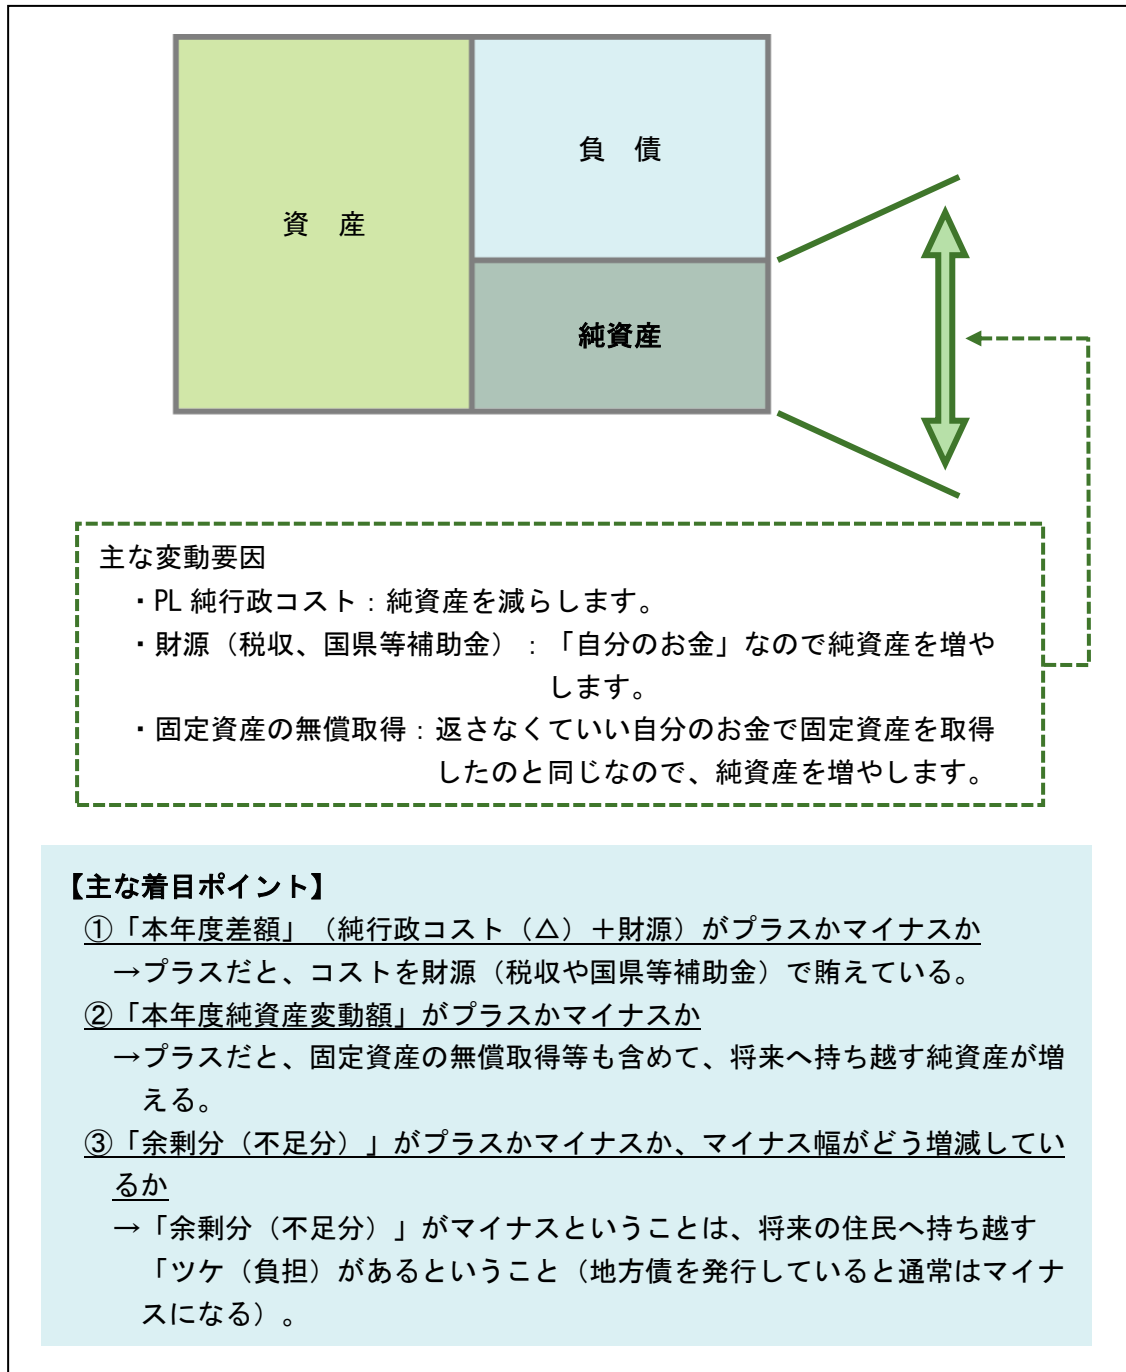 資　産
負　債
純資産
主な変動要因
・PL 純行政コスト：純資産を減らします。
・財源（税収、国県等補助金）：「自分のお金」なので純資産を増や
します。
・固定資産の無償取得：返さなくていい自分のお金で固定資産を取得
したのと同じなので、純資産を増やします。
【主な着目ポイント】
①「本年度差額」（純行政コスト（△）＋財源）がプラスかマイナスか
→プラスだと、コストを財源（税収や国県等補助金）で賄えている。
②「本年度純資産変動額」がプラスかマイナスか
→プラスだと、固定資産の無償取得等も含めて、将来へ持ち越す純資産が増
える。
③「余剰分（不足分）」がプラスかマイナスか、マイナス幅がどう増減してい
るか
→「余剰分（不足分）」がマイナスということは、将来の住民へ持ち越す
「ツケ（負担）があるということ（地方債を発行していると通常はマイナ
スになる）。